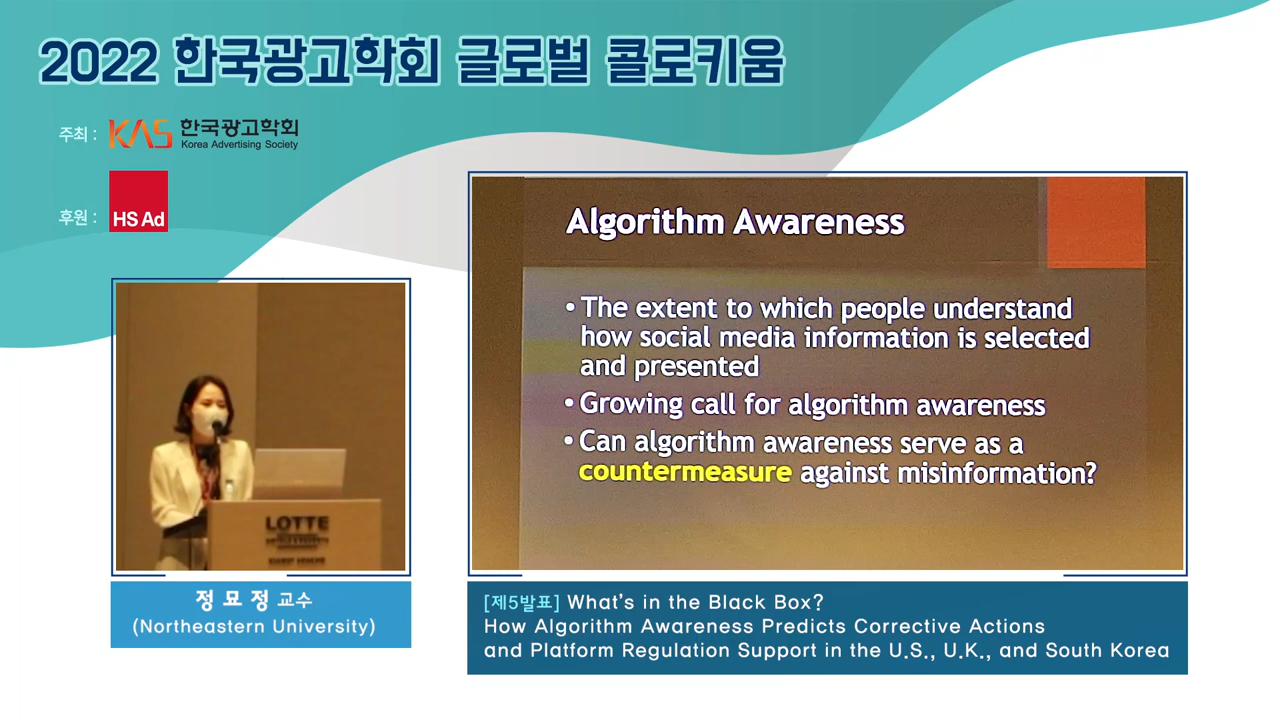 2022 한국광고학회 글로벌 콜로키움
주최 :
KAS 한국광고학회
Korea Advertising Society
후원 :
HS Ad
Algorithm Awareness
• The extent to which people understand
how social media information is selected
and presented
• Growing call for algorithm awareness
• Can algorithm awareness serve as a
countermeasure against misinformation?
LOTTE
정 묘 정 교수
(Northeastern University)
[제5발표] What's in the Black Box?
How Algorithm Awareness Predicts Corrective Actions
and Platform Regulation Support in the U.S., U.K., and South Korea